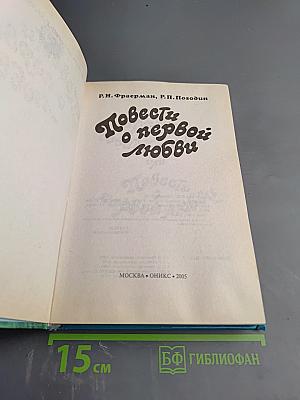 Р.И. Фраерман, Р.П. Погодин
Повести
о первой
любви
МОСКВА • ОНИКС • 2005
15 см
БФ ГИБЛИОФАН